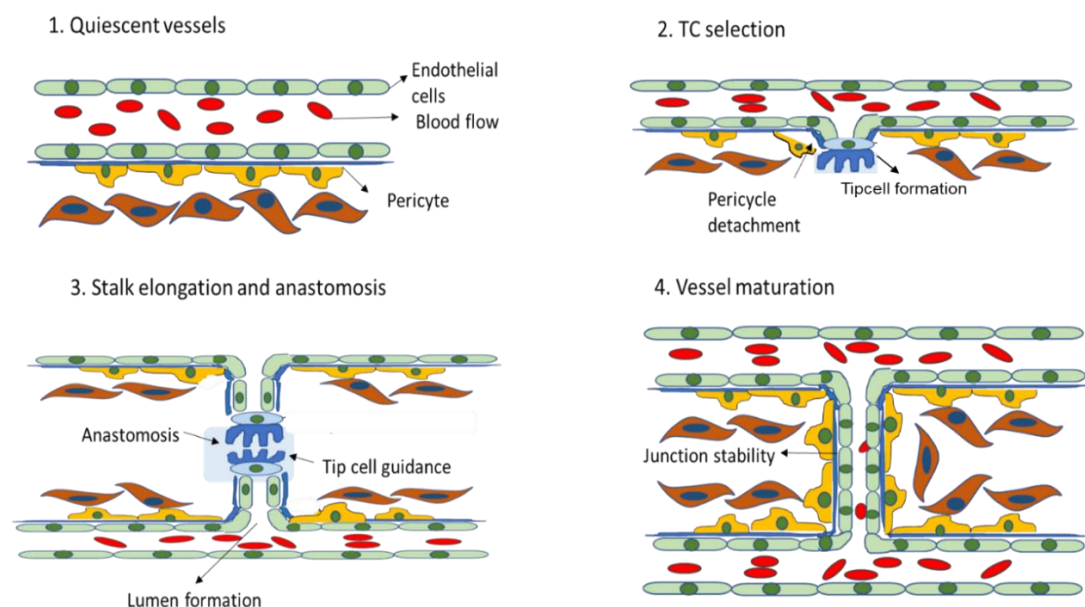 1. Quiescent vessels
Endothelial
cells
Blood flow
Pericyte
2. TC selection
Pericycle
detachment
Tipcell formation
3. Stalk elongation and anastomosis
Anastomosis
Tip cell guidance
Lumen formation
4. Vessel maturation
Junction stability